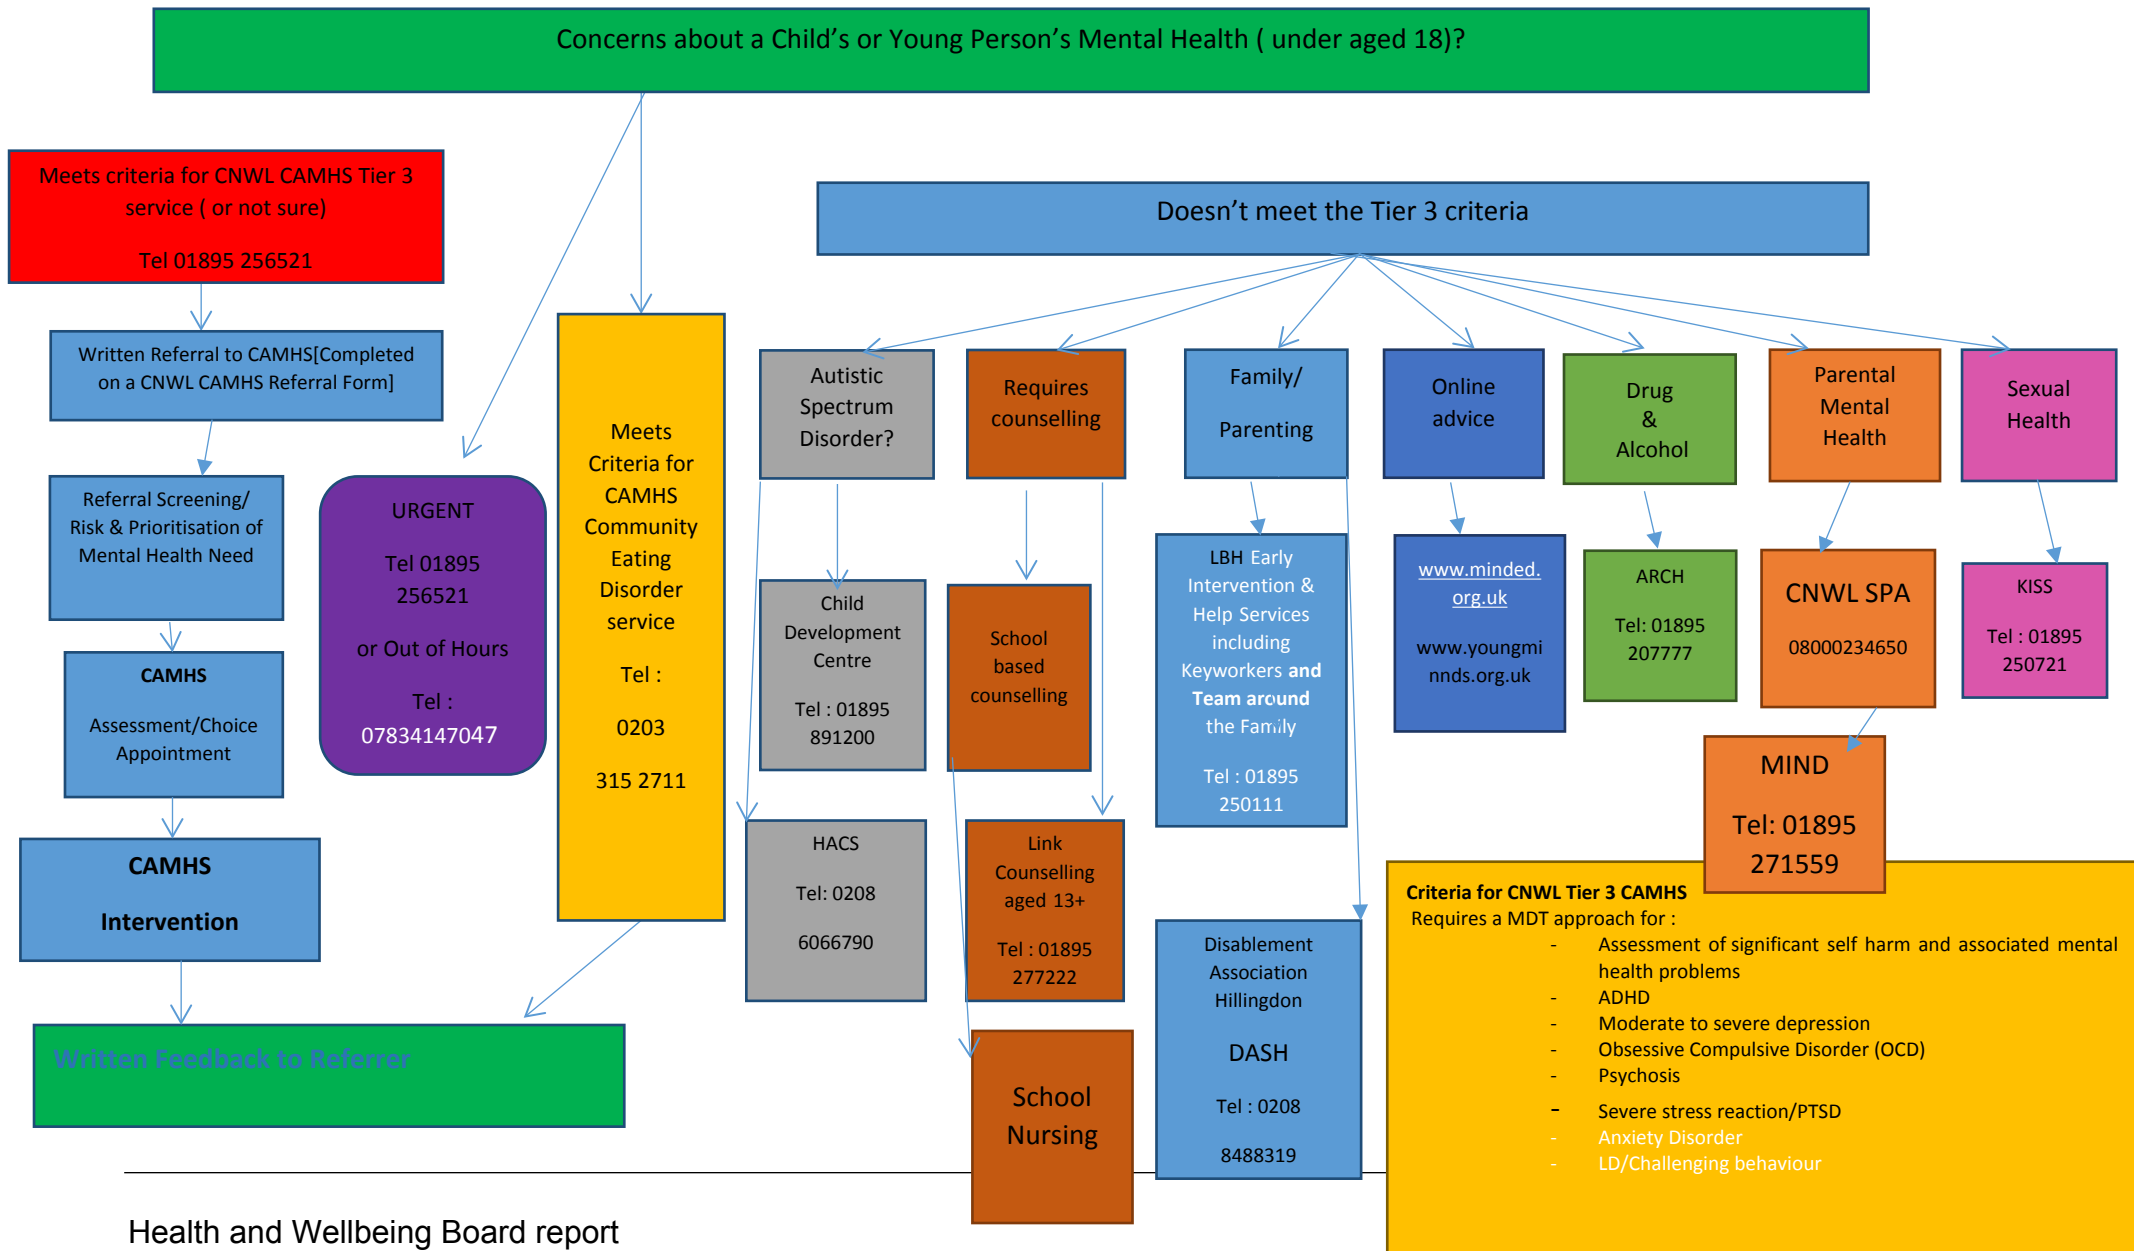 Concerns about a Child's or Young Person's Mental Health ( under aged 18)?
Meets criteria for CNWL CAMHS Tier 3
service ( or not sure)
Tel 01895 256521
Written Referral to CAMHS[Completed
on a CNWL CAMHS Referral Form]
Referral Screening/
Risk & Prioritisation of
Mental Health Need
CAMHS
Assessment/Choice
Appointment
CAMHS
Intervention
Written Feedback to Referrer
URGENT
Tel 01895
256521
or Out of Hours
Tel :
07834147047
Meets
Criteria for
CAMHS
Community
Eating
Disorder
service
Tel :
0203
315 2711
Doesn't meet the Tier 3 criteria
Autistic
Spectrum
Disorder?
Child
Development
Centre
Tel : 01895
891200
HACS
Tel: 0208
6066790
Requires
counselling
School
based
counselling
Link
Counselling
aged 13+
Tel : 01895
277222
School
Nursing
Family/
Parenting
LBH Early
Intervention &
Help Services
including
Keyworkers and
Team around
the Family
Tel : 01895
250111
Disablement
Association
Hillingdon
DASH
Tel : 0208
8488319
Online
advice
www.minded.
org.uk
www.youngmi
nnds.org.uk
Drug
&
Alcohol
ARCH
Tel: 01895
207777
Parental
Mental
Health
CNWL SPA
08000234650
MIND
Tel: 01895
271559
Sexual
Health
KISS
Tel : 01895
250721
Criteria for CNWL Tier 3 CAMHS
Requires a MDT approach for :
- Assessment of significant self harm and associated mental
health problems
- ADHD
- Moderate to severe depression
- Obsessive Compulsive Disorder (OCD)
- Psychosis
- Severe stress reaction/PTSD
- Anxiety Disorder
- LD/Challenging behaviour
Health and Wellbeing Board report